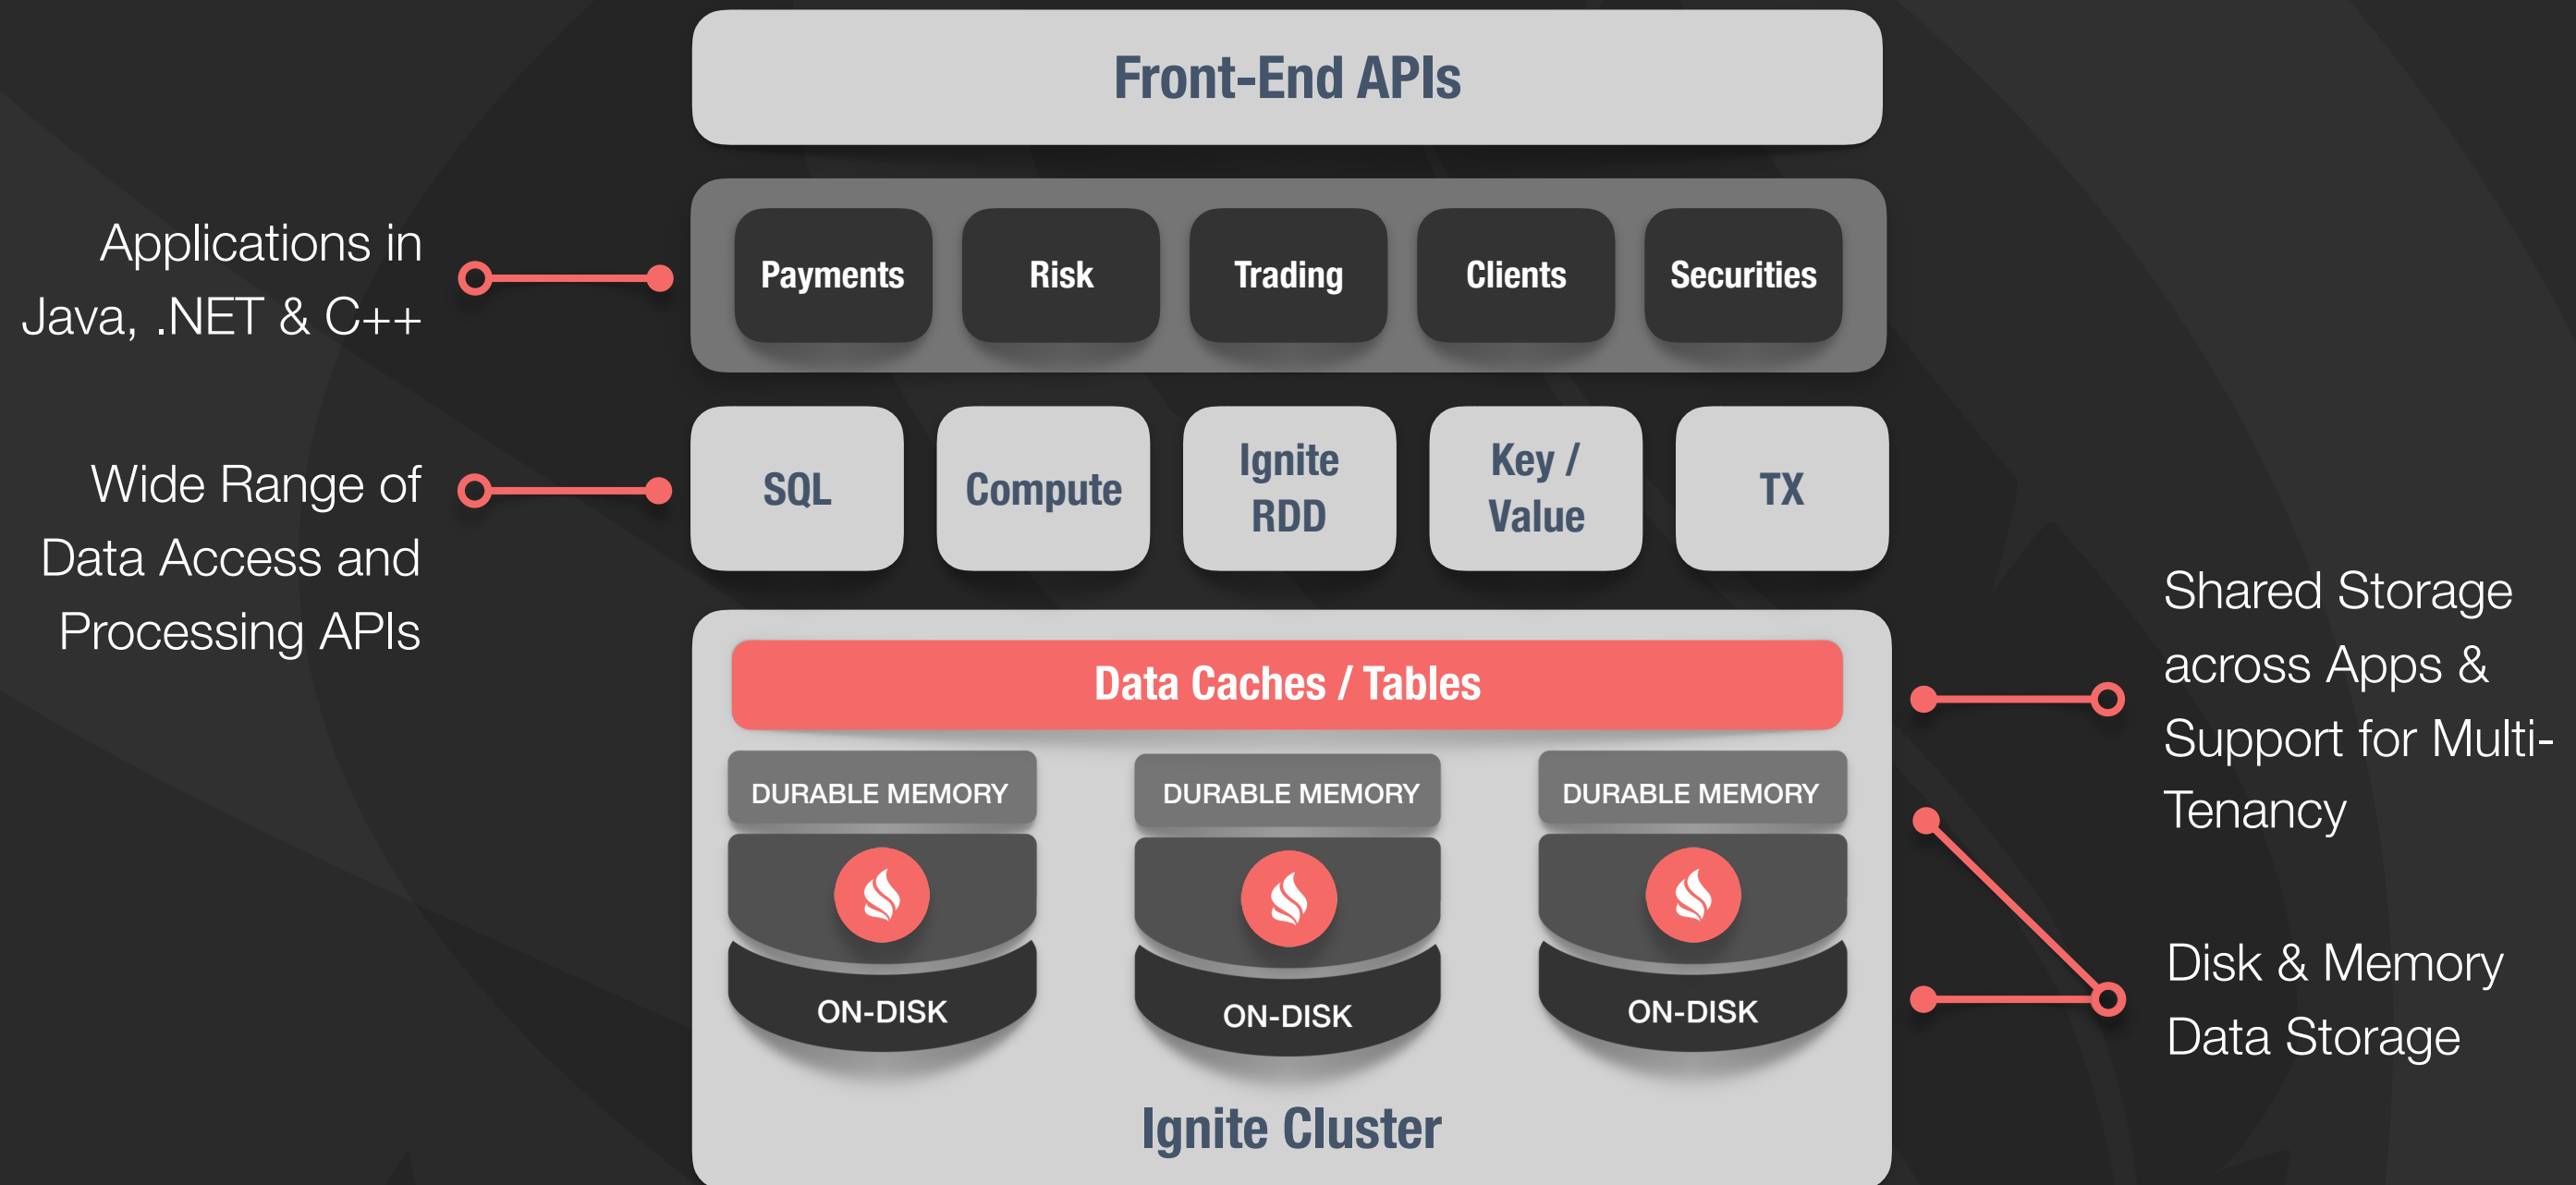 Front-End APIs
Applications in
Java, .NET & C++
Payments
Risk
Trading
Clients
Securities
Wide Range of
Data Access and
Processing APIs
SQL
Compute
Ignite
RDD
Key /
Value
TX
Shared Storage
across Apps &
Support for Multi-
Tenancy
Data Caches / Tables
DURABLE MEMORY
DURABLE MEMORY
DURABLE MEMORY
ON-DISK
ON-DISK
ON-DISK
Disk & Memory
Data Storage
Ignite Cluster